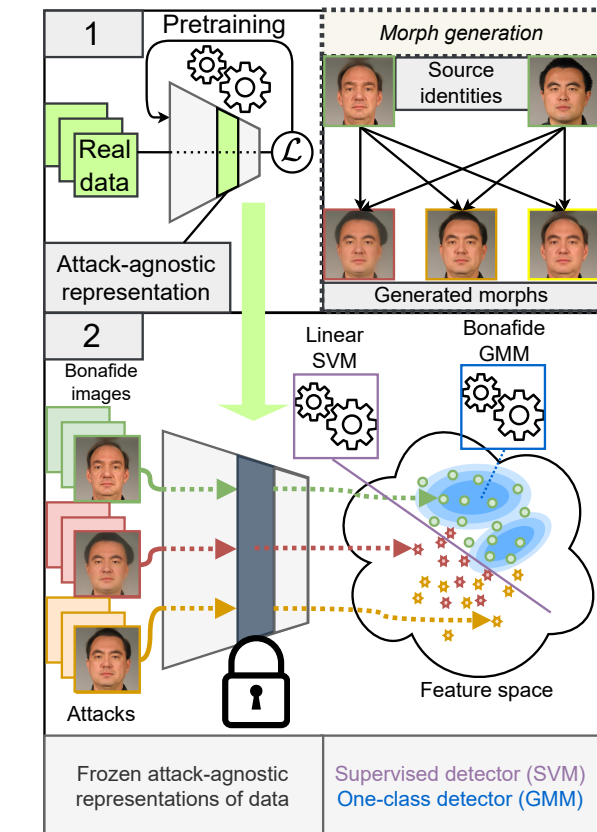 1
Pretraining
Real
data
ℒ
Attack-agnostic
representation
Morph generation
Source
identities
Generated morphs
2
Bonafide
images
Linear
SVM
Bonafide
GMM
Attacks
Feature space
Frozen attack-agnostic
representations of data
Supervised detector (SVM)
One-class detector (GMM)